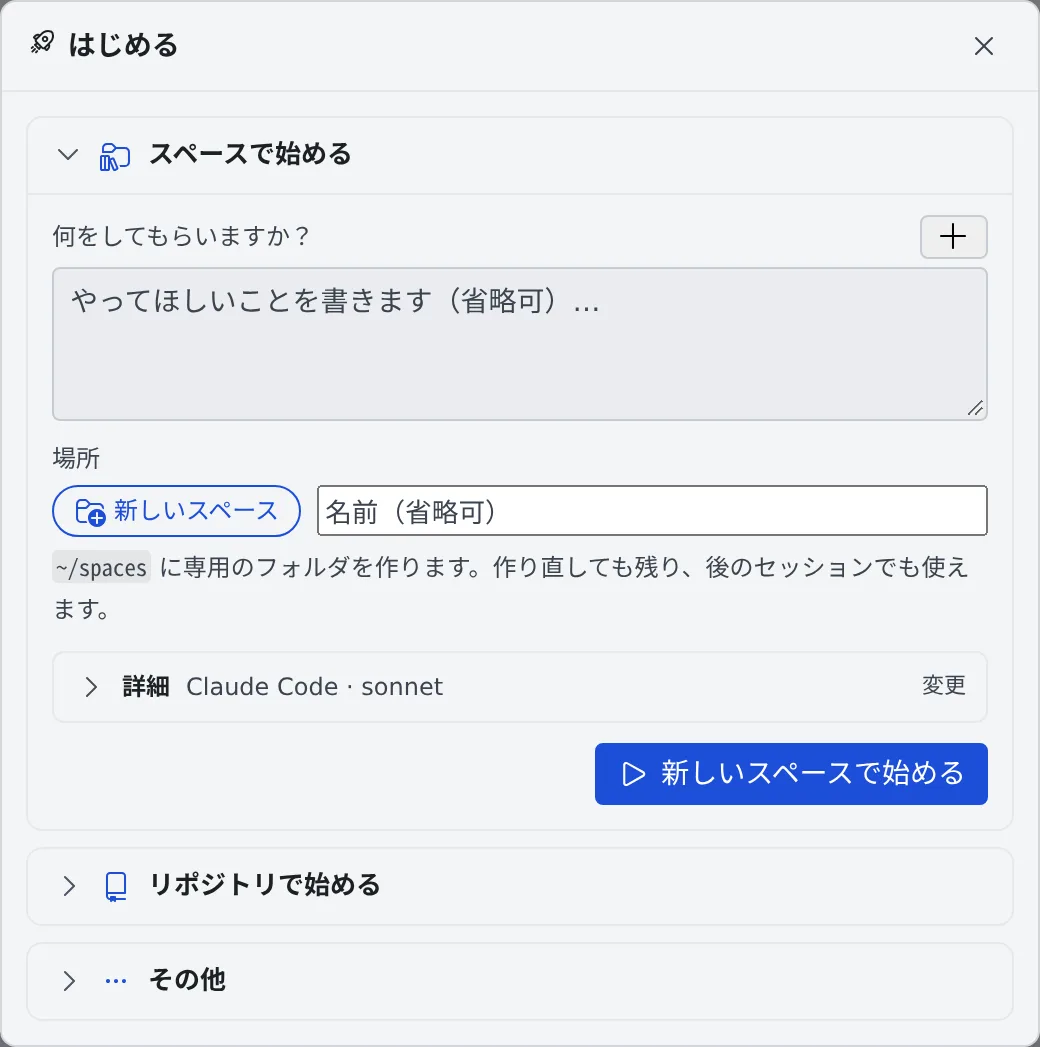 はじめる
スペースで始める
何をしてもらいますか？
やってほしいことを書きます（省略可）...
場所
新しいスペース
名前（省略可）
~/spaces に専用のフォルダを作ります。作り直しても残り、後のセッションでも使え
ます。
詳細 Claude Code · sonnet 変更
新しいスペースで始める
リポジトリで始める
その他